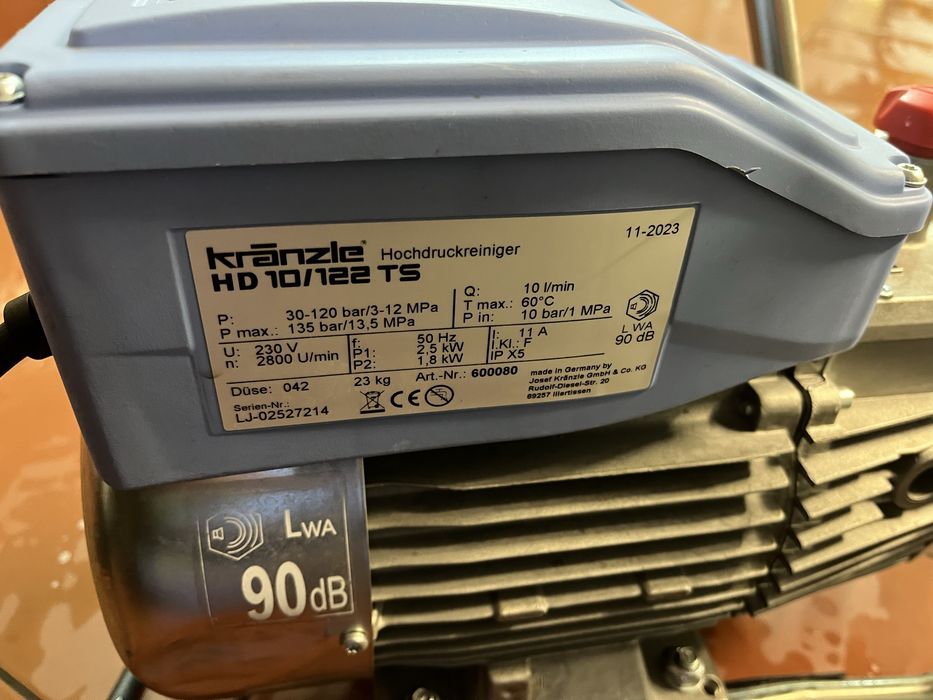 kränzle® Hochdruckreiniger 11-2023
HD 10/122 TS
P: 30-120 bar/3-12 MPa
P max.: 135 bar/13,5 MPa
Q: 10 l/min
T max.: 60°C
P in: 10 bar/1 MPa
U: 230 V
n: 2800 U/min
f: 50 Hz
P1: 2,5 kW
P2: 1,8 kW
I: 11 A
I.Kl.: F
IP X5
LWA
90 dB
Düse: 042 23 kg Art.-Nr.: 600080
Serien-Nr.:
LJ-02527214
CE
made in Germany by
Josef Kränzle GmbH & Co. KG
Rudolf-Diesel-Str. 20
89257 Illertissen
LWA
90 dB